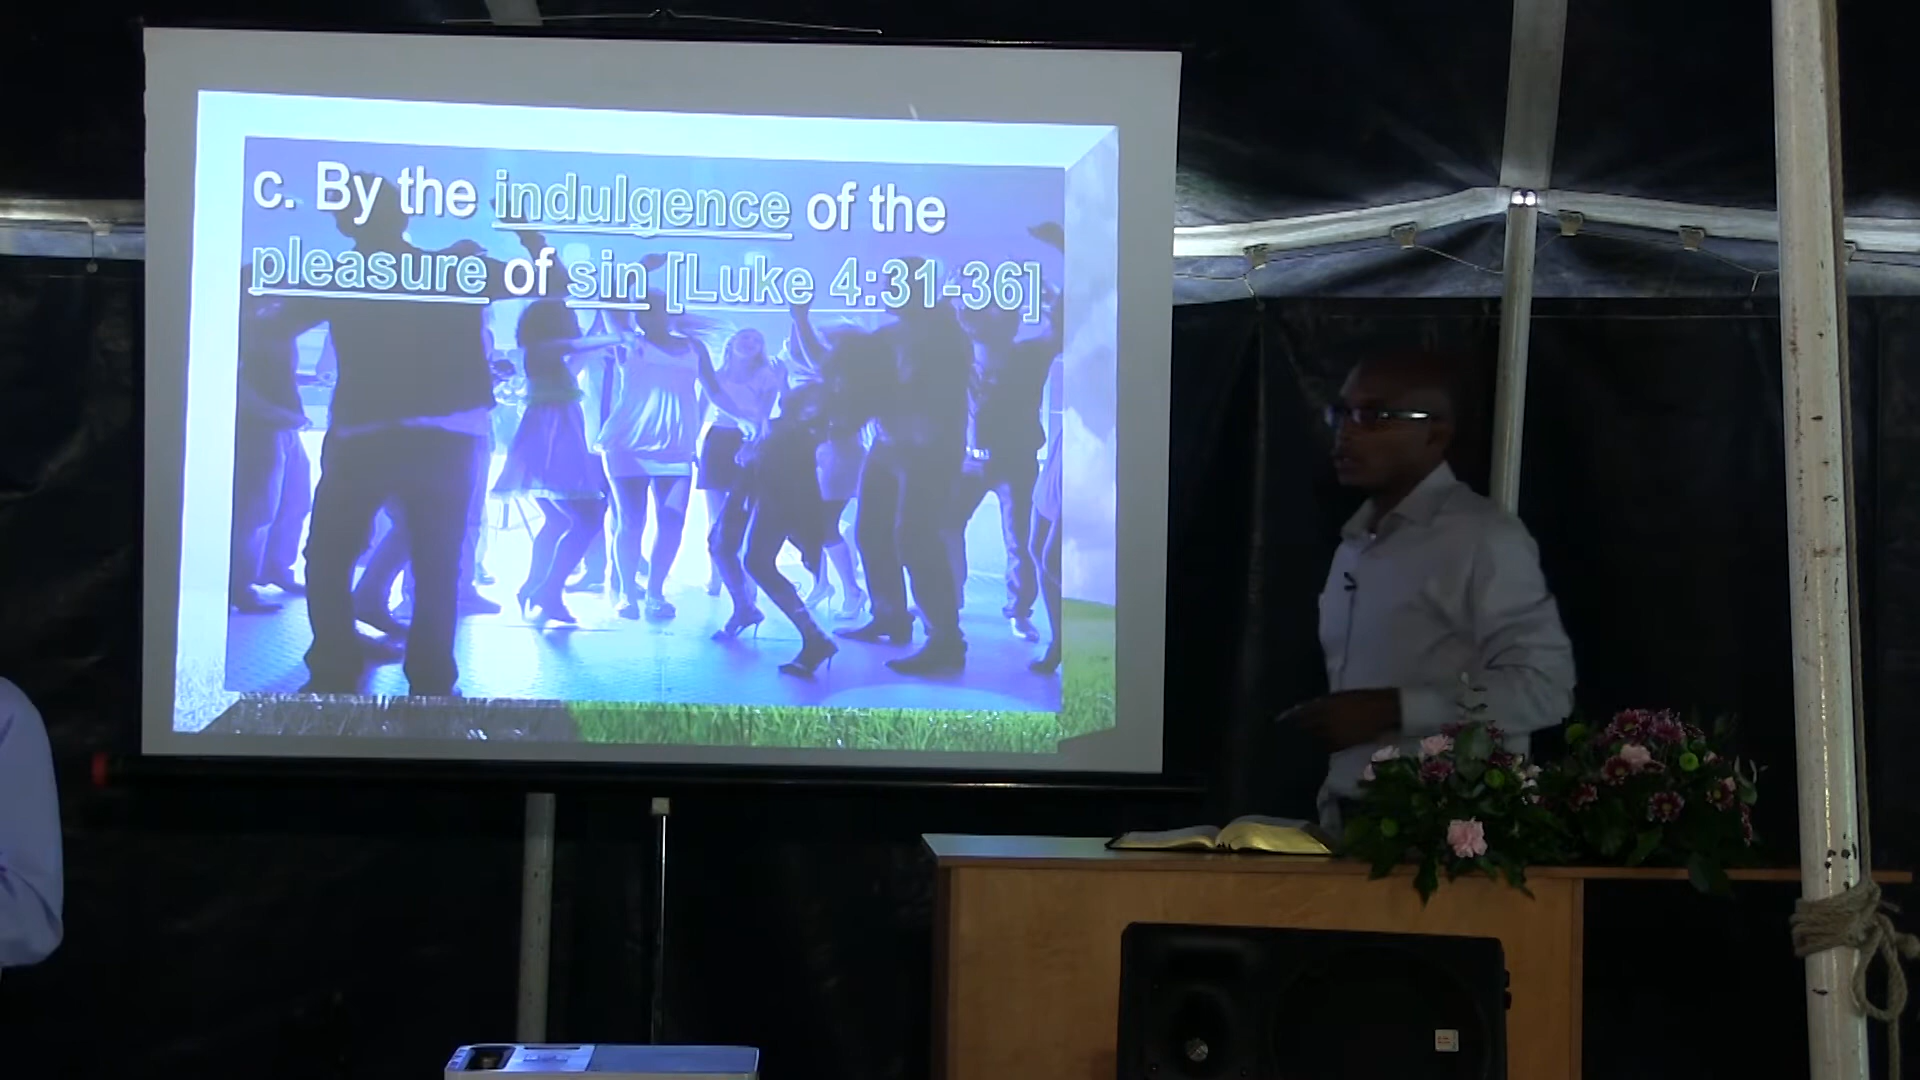 c. By the indulgence of the
pleasure of sin [Luke 4:31-36]